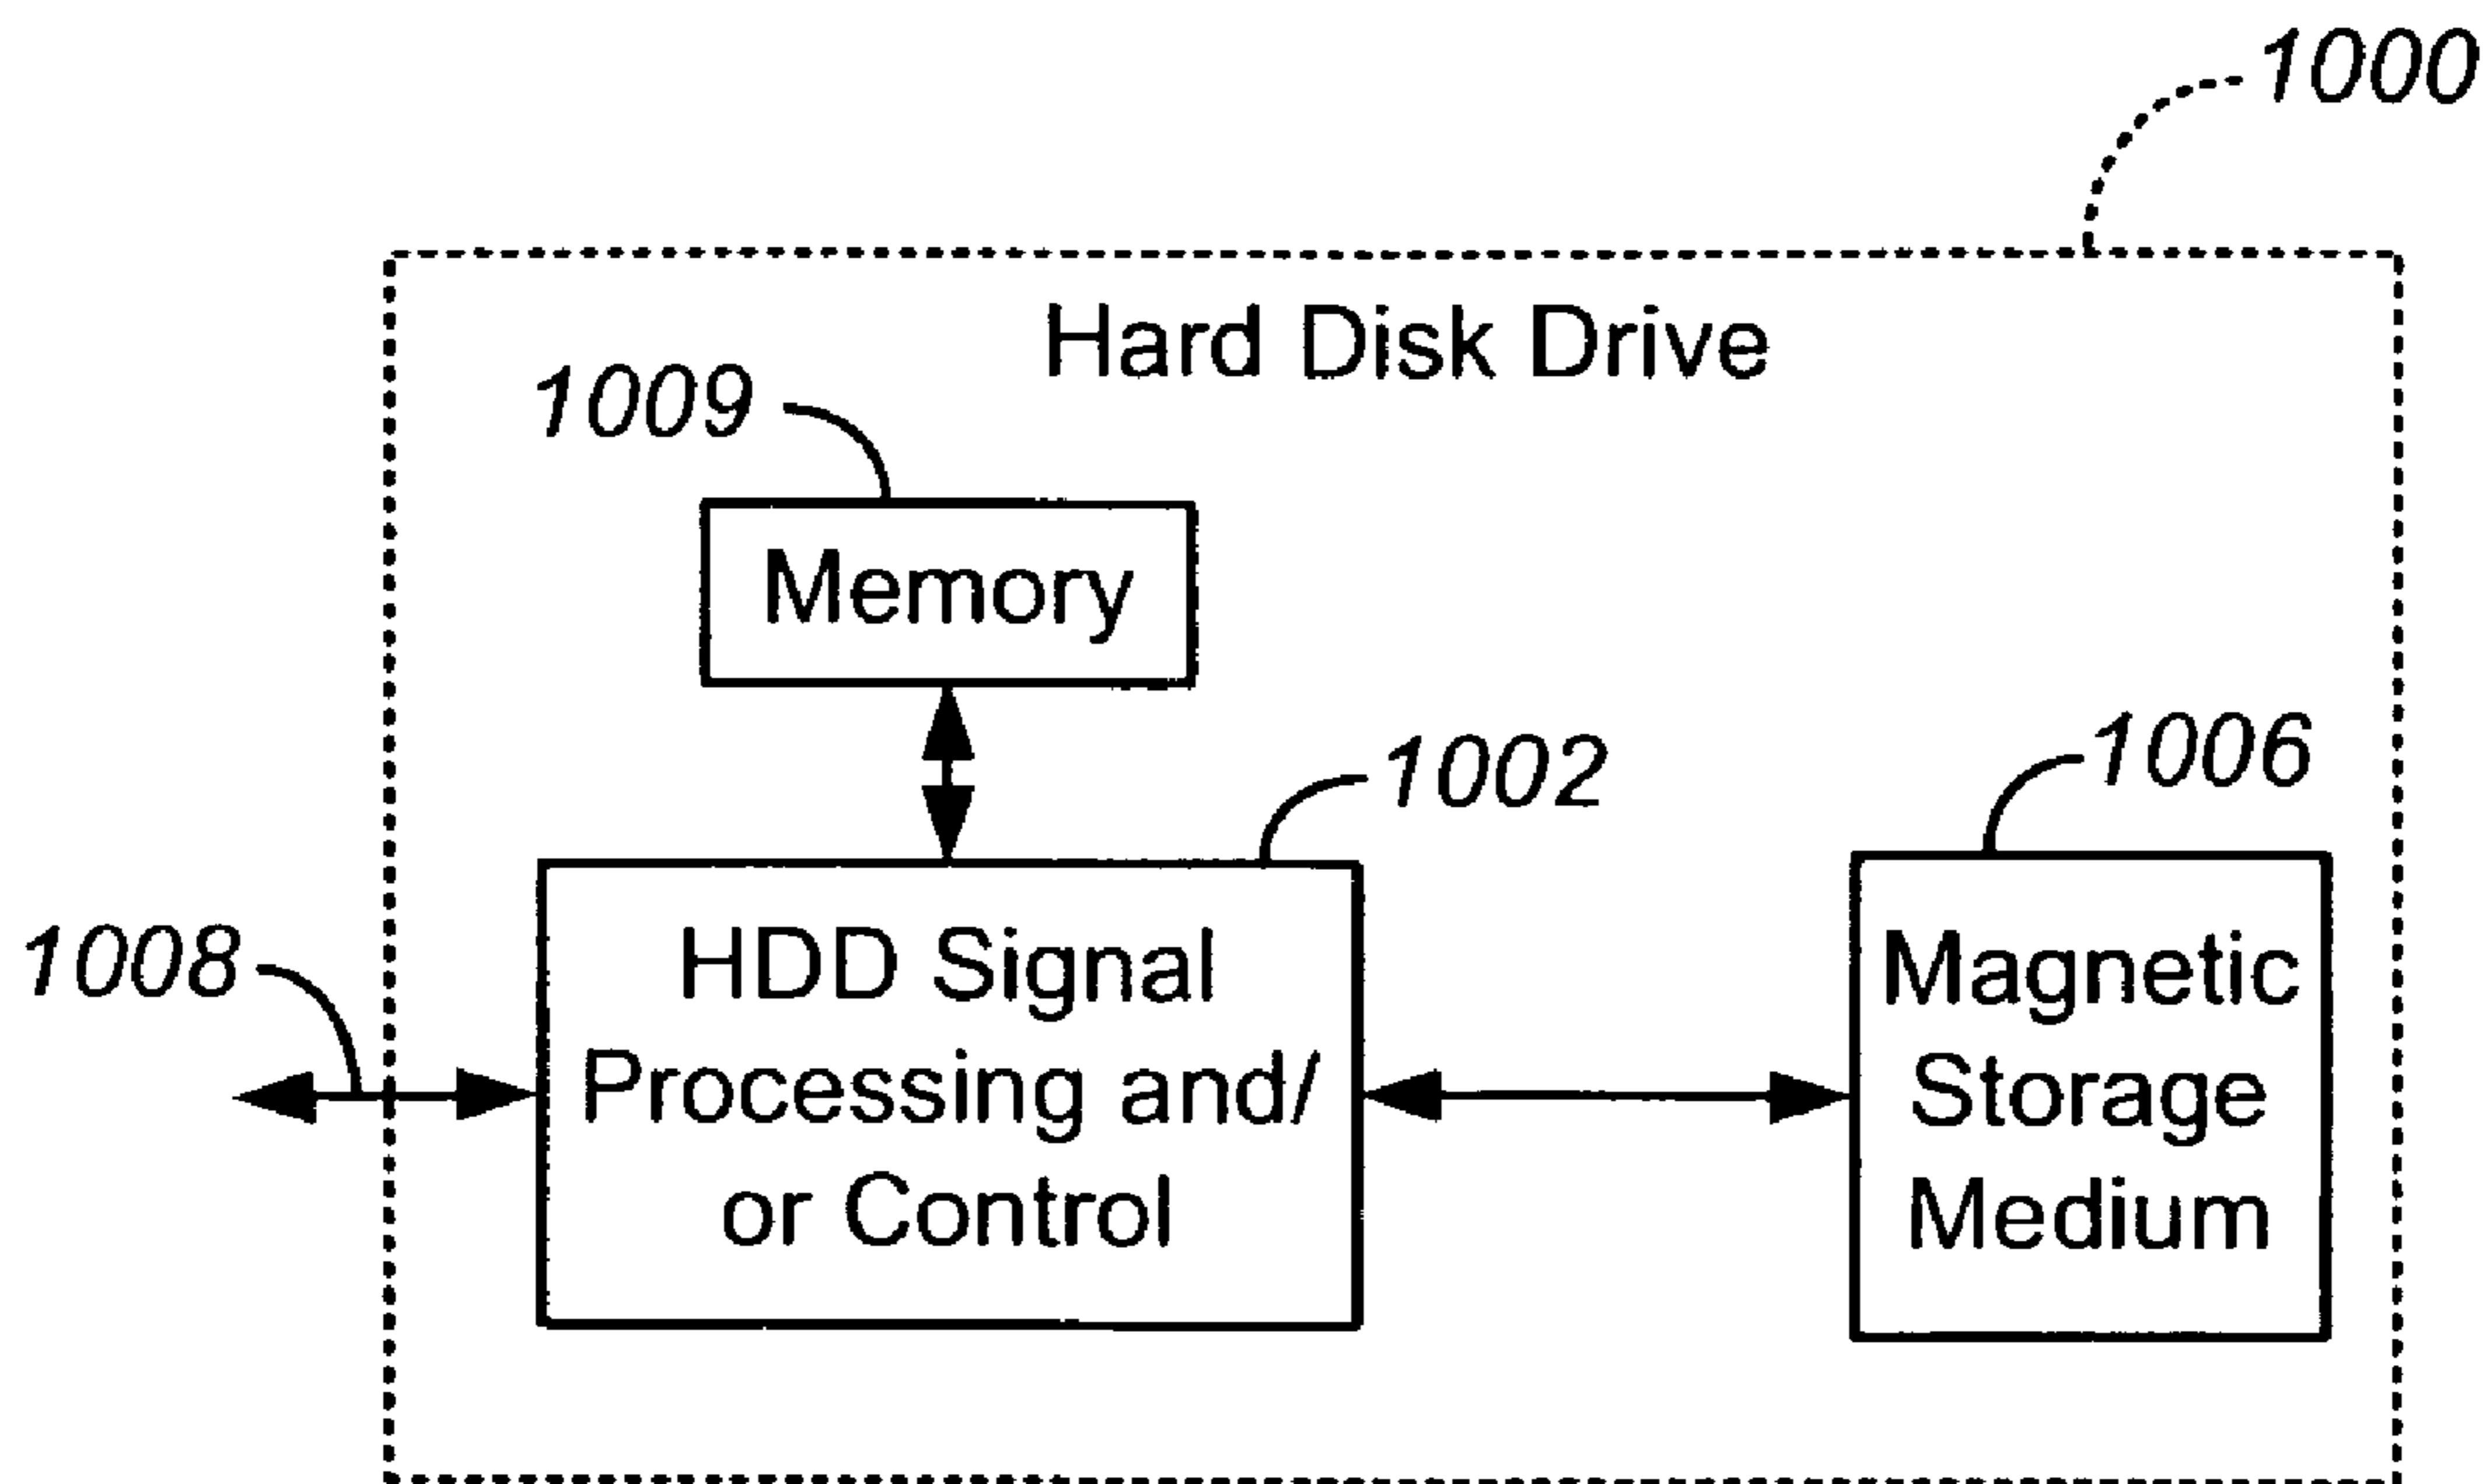 1000
Hard Disk Drive
1009
Memory
1002
1006
1008
HDD Signal
Processing and/
or Control
Magnetic
Storage
Medium